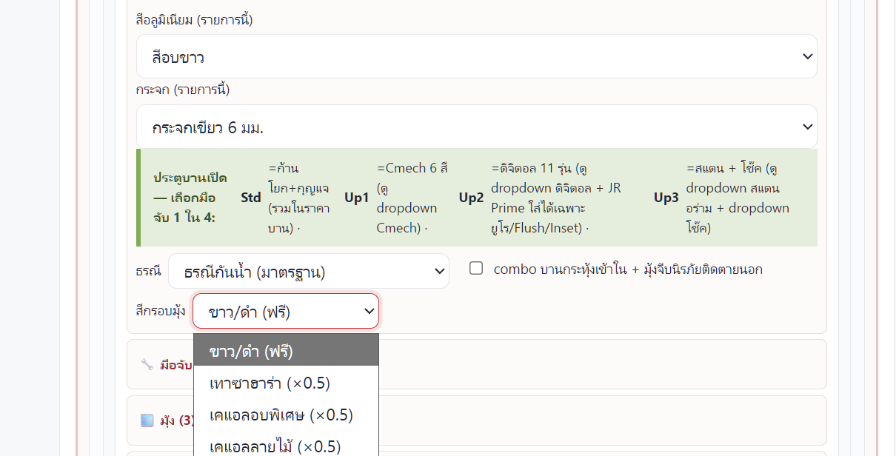 สีอลูมิเนียม (รายการนี้)
สีอบขาว
กระจก (รายการนี้)
กระจกเขียว 6 มม.
ประตูบานเปิด — เลือกมือจับ 1 ใน 4:
Std =ก้านโยก+กุญแจ (รวมในราคาบาน) ·
Up1 =Cmech 6 สี (ดู dropdown Cmech) ·
Up2 =ดิจิตอล 11 รุ่น (ดู dropdown ดิจิตอล + JR Prime ใส่ได้เฉพาะยูโร/Flush/Inset) ·
Up3 =สแตน + โช๊ค (ดู dropdown สแตนอร่าม + dropdown โช๊ค)
ธรณี ธรณีกันน้ำ (มาตรฐาน) combo บานกระทุ้งเข้าใน + มุ้งจีบนิรภัยติดตายนอก
สีกรอบมุ้ง ขาว/ดำ (ฟรี)
ขาว/ดำ (ฟรี)
มือจับ
เทาซาฮาร่า (×0.5)
เคแอลอบพิเศษ (×0.5)
มุ้ง (3)
เคแอลลายไม้ (×0.5)